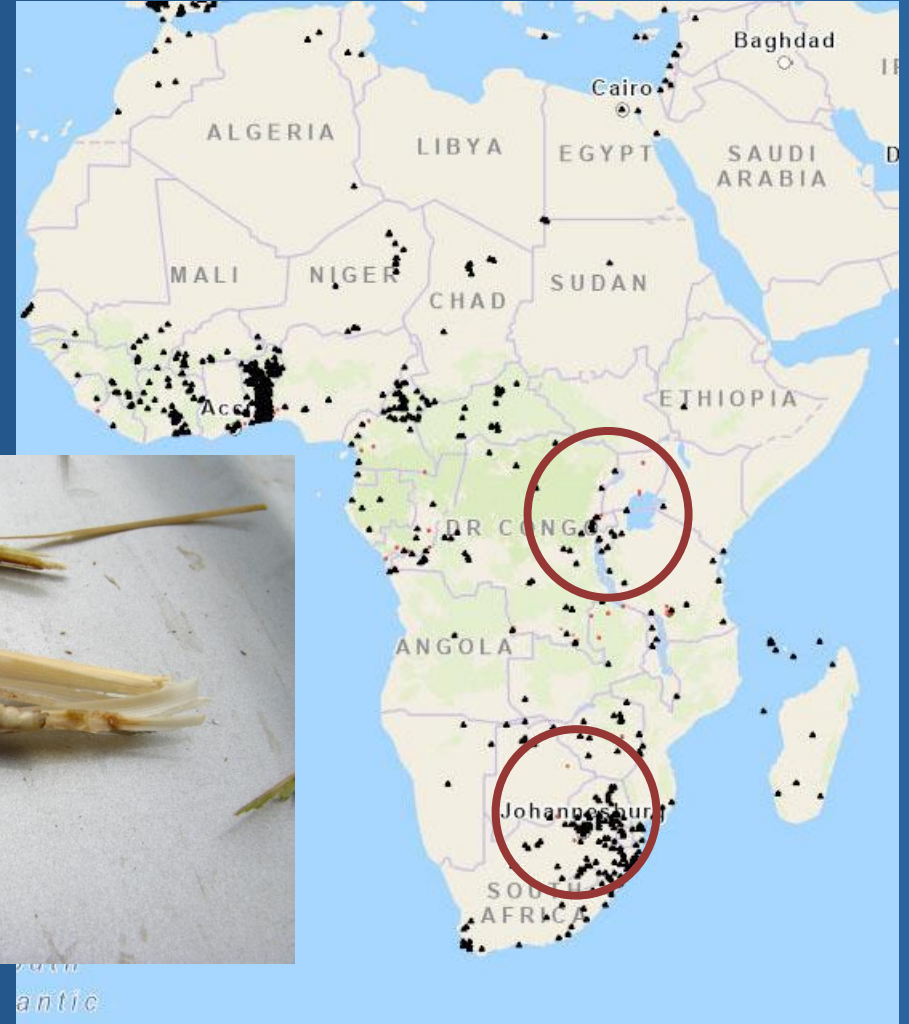 Baghdad
Cairo
ALGERIA
LIBYA
EGYPT
SAUDI
ARABIA
MALI
NIGER
CHAD
SUDAN
ETHIOPIA
DR CONGO
ANGOLA
Johannesburg
SOUTH
AFRICA
antic